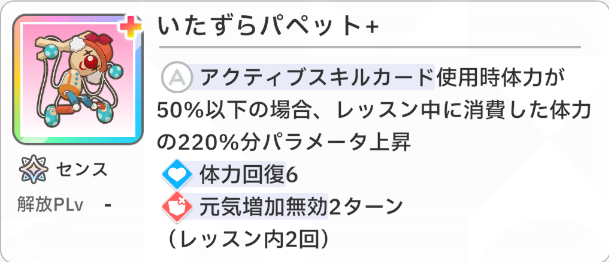 いたずらパペット+
Aアクティブスキルカード使用時体力が
50%以下の場合、レッスン中に消費した体力
の220%分パラメータ上昇
体力回復6
元気増加無効2ターン
（レッスン内2回）
センス
解放PLv -